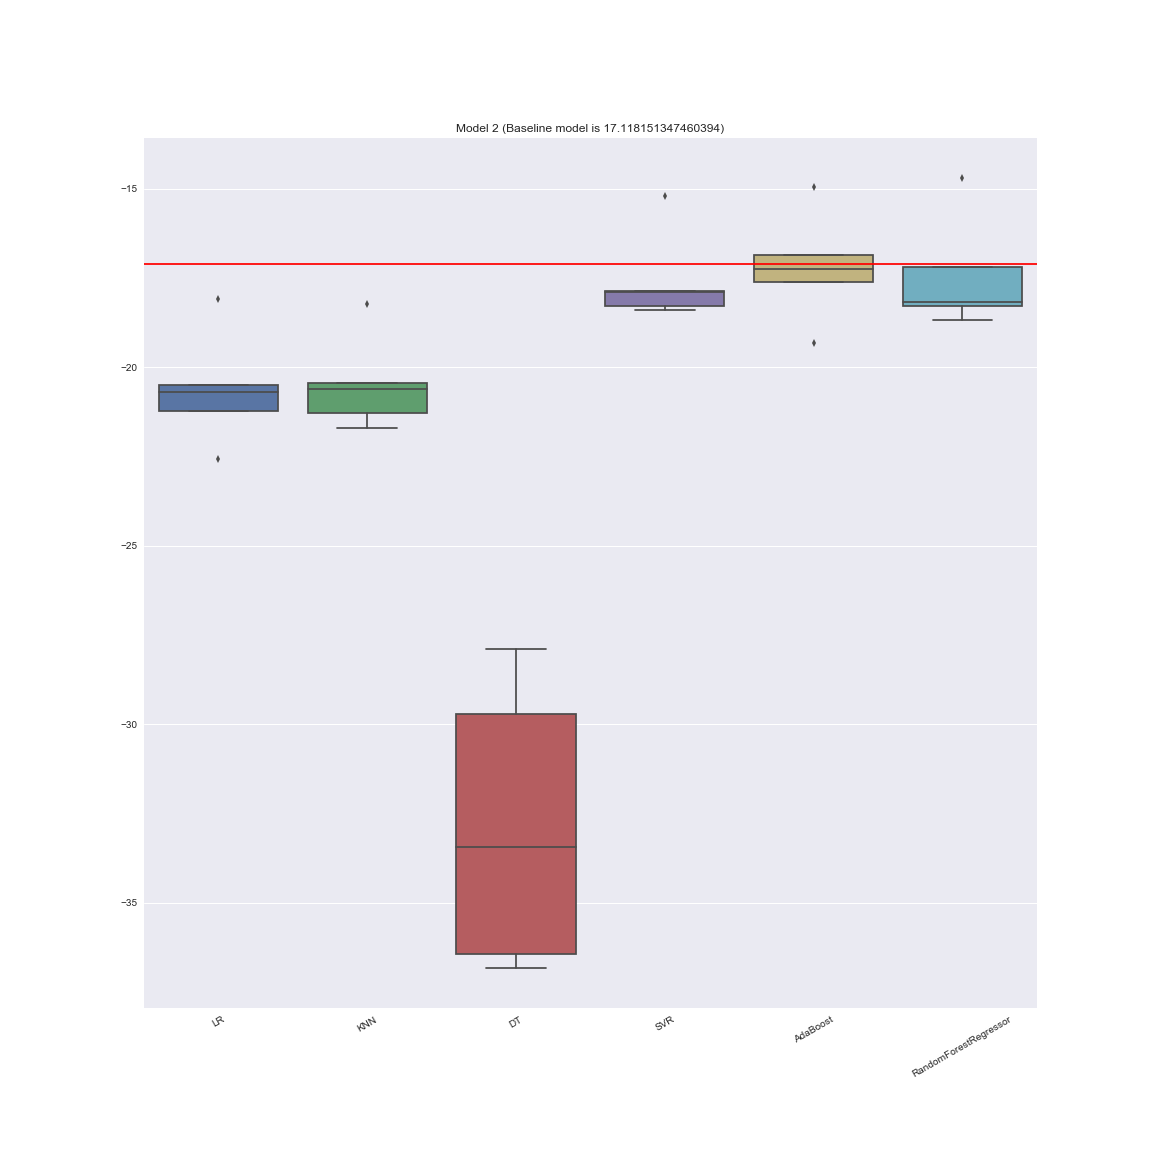 Model 2 (Baseline model is 17.118151347460394)
−15
−20
−25
−30
−35
LR
KNN
DT
SVR
AdaBoost
RandomForestRegressor